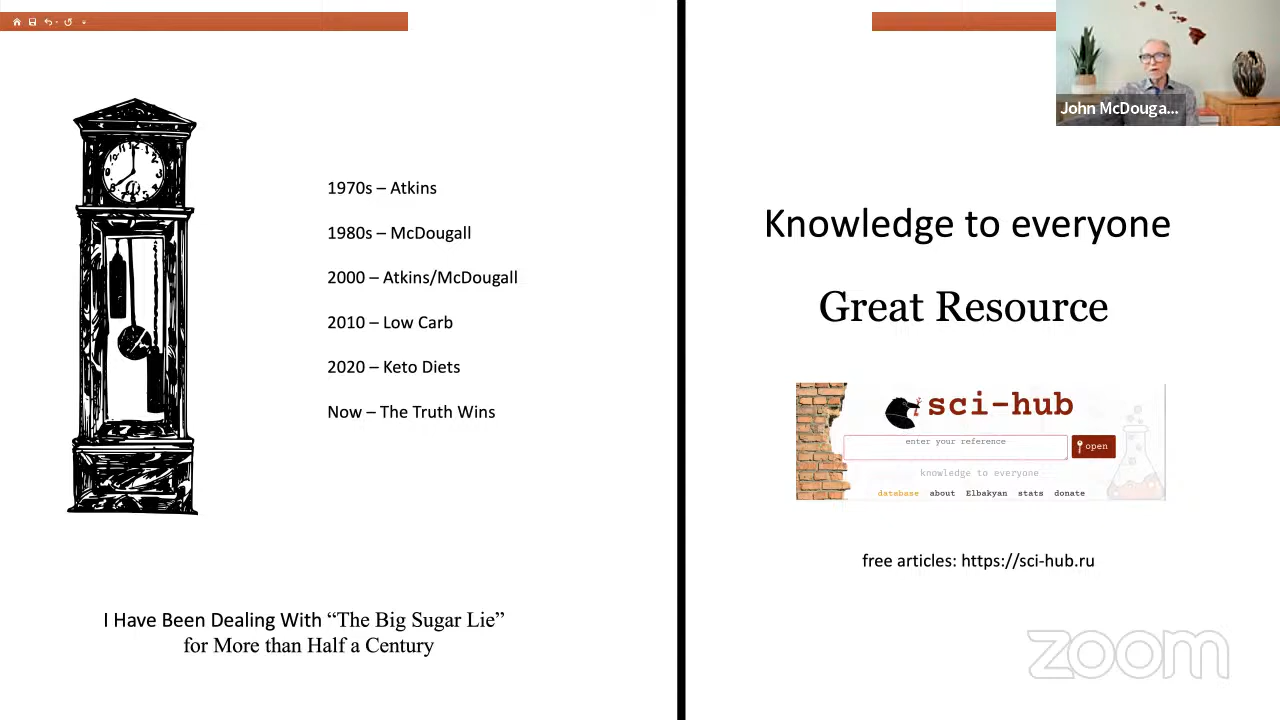 1970s – Atkins
1980s – McDougall
2000 – Atkins/McDougall
2010 – Low Carb
2020 – Keto Diets
Now – The Truth Wins
I Have Been Dealing With “The Big Sugar Lie”
for More than Half a Century
John McDouga...
Knowledge to everyone
Great Resource
sci-hub
enter your reference
open
knowledge to everyone
database about Elbakyan stats donate
free articles: https://sci-hub.ru
zoom